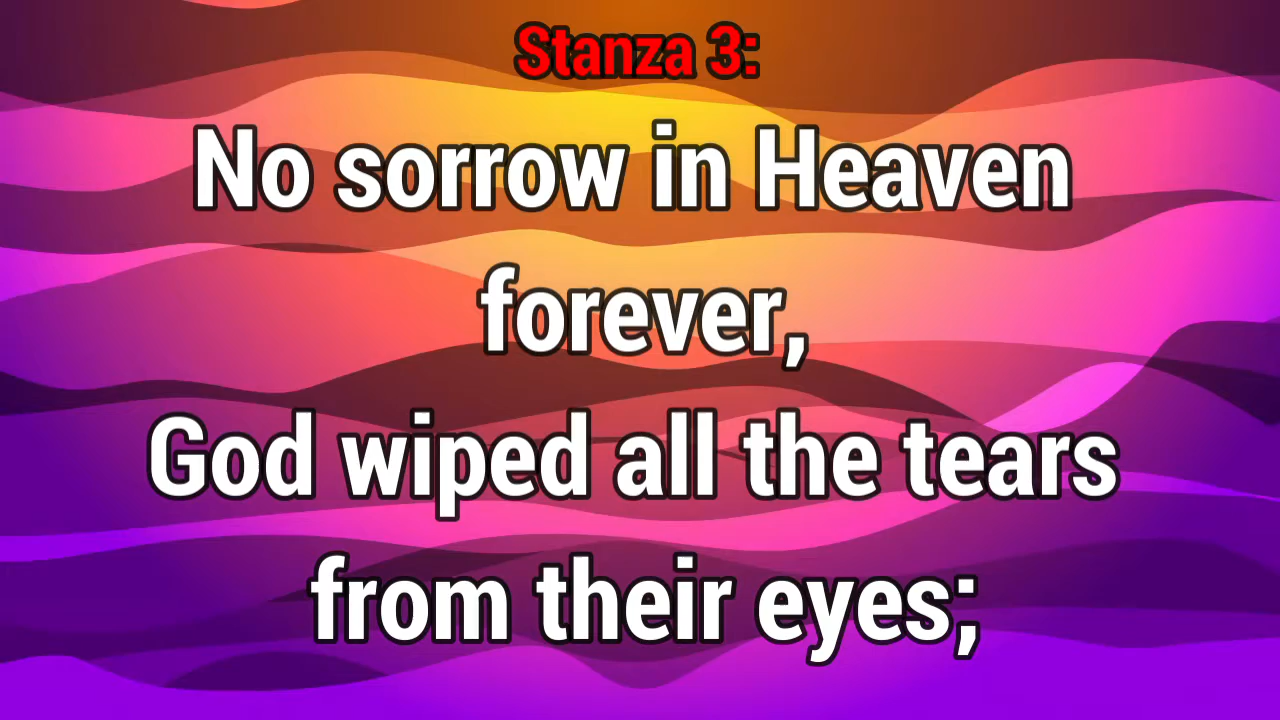 Stanza 3:
No sorrow in Heaven
forever,
God wiped all the tears
from their eyes;